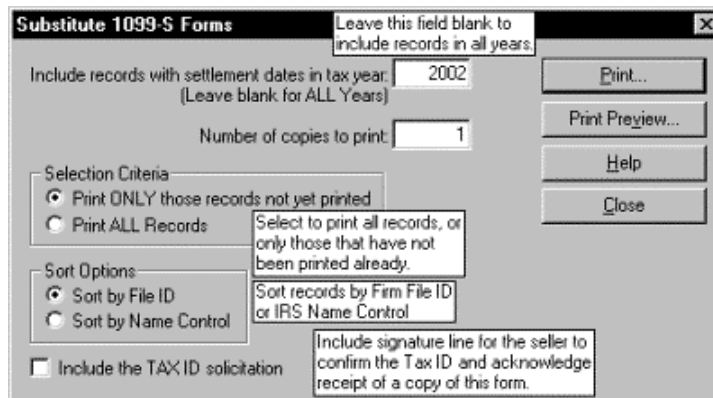 Substitute 1099-S Forms
Leave this field blank to
include records in all years.
Include records with settlement dates in tax year: 2002
(Leave blank for ALL Years)
Number of copies to print: 1
Print...
Print Preview...
Help
Close
Selection Criteria
Print ONLY those records not yet printed
Print ALL Records
Select to print all records, or
only those that have not
been printed already.
Sort Options
Sort by File ID
Sort by Name Control
Sort records by Firm File ID
or IRS Name Control
Include the TAX ID solicitation
Include signature line for the seller to
confirm the Tax ID and acknowledge
receipt of a copy of this form.